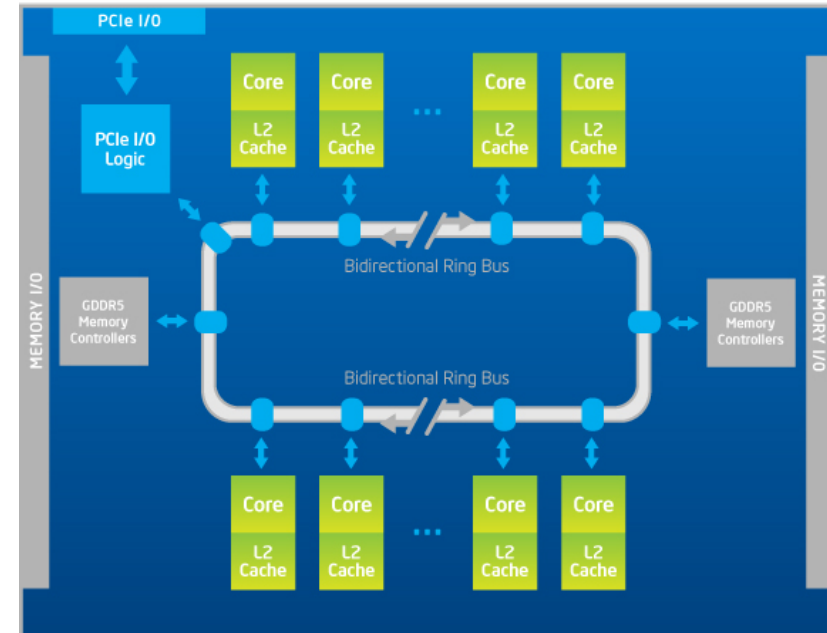 PCIe I/O
PCIe I/O
Logic
Core
L2
Cache
Core
L2
Cache
...
Core
L2
Cache
Core
L2
Cache
Bidirectional Ring Bus
MEMORY I/O
GDDR5
Memory
Controllers
GDDR5
Memory
Controllers
MEMORY I/O
Bidirectional Ring Bus
Core
L2
Cache
Core
L2
Cache
...
Core
L2
Cache
Core
L2
Cache